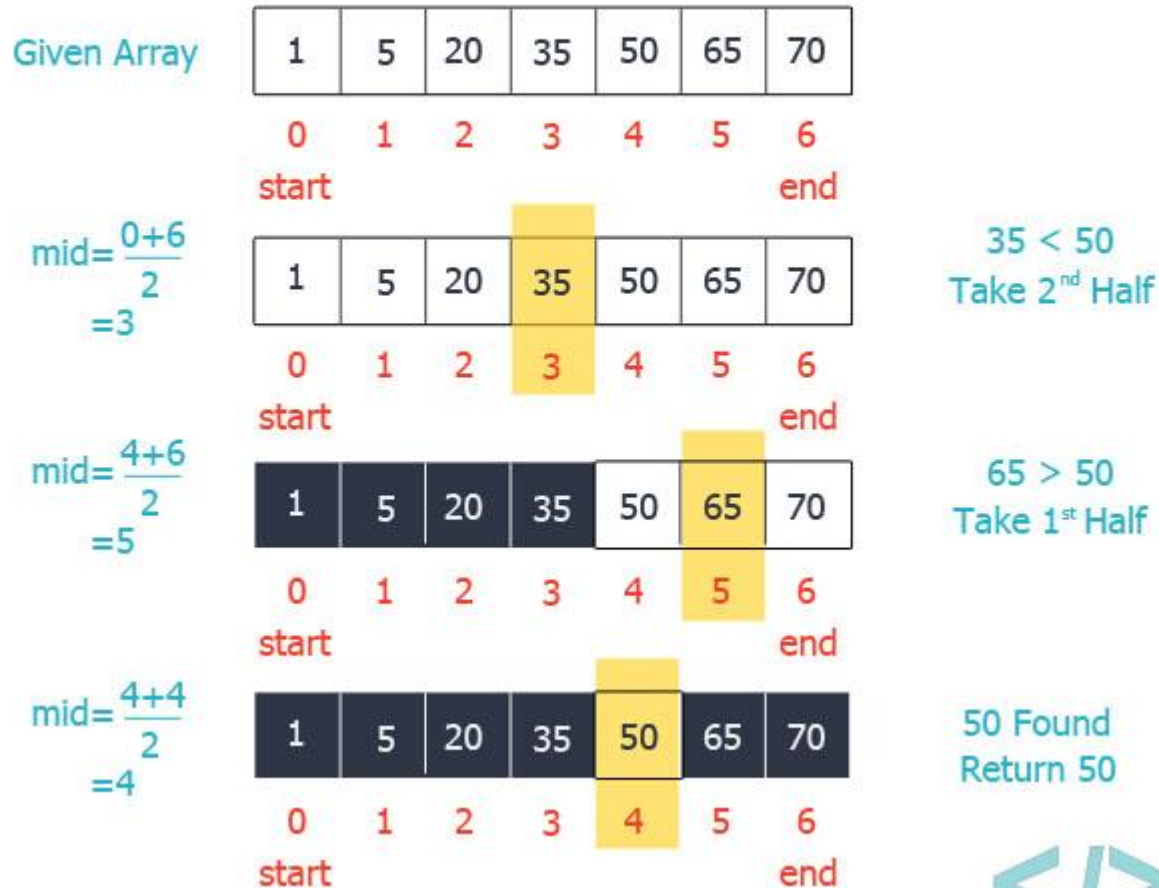 Given Array
1 5 20 35 50 65 70
0 1 2 3 4 5 6
start end
mid= 0+6
2
=3
1 5 20 35 50 65 70
35 < 50
Take 2nd Half
0 1 2 3 4 5 6
start end
mid= 4+6
2
=5
1 5 20 35 50 65 70
65 > 50
Take 1st Half
0 1 2 3 4 5 6
start end
mid= 4+4
2
=4
1 5 20 35 50 65 70
50 Found
Return 50
0 1 2 3 4 5 6
start end